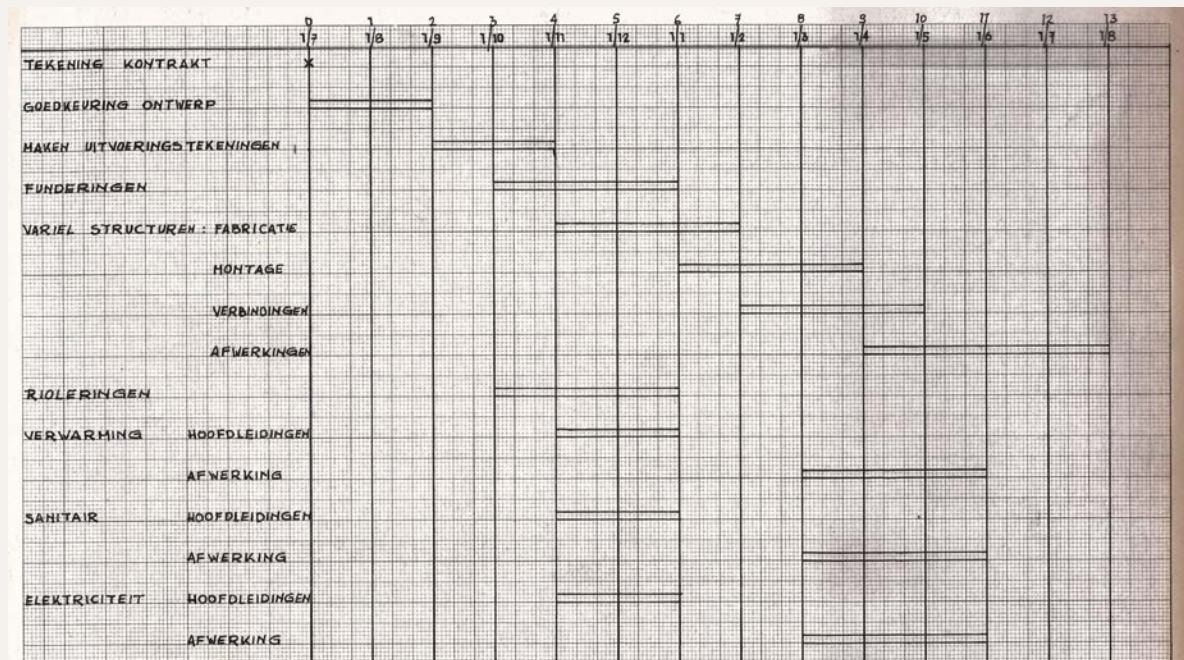 0 1 2 3 4 5 6 7 8 9 10 11 12 13
1/7 1/8 1/9 1/10 1/11 1/12 1/1 1/2 1/3 1/4 1/5 1/6 1/7 1/8
TEKENING KONTRAKT x
GOEDKEURING ONTWERP
MAKEN UITVOERINGSTEKENINGEN
FUNDERINGEN
VARIEL STRUCTUREN: FABRICATIE
MONTAGE
VERBINDINGEN
AFWERKINGEN
RIOLERINGEN
VERWARMING HOOFDLEIDINGEN
AFWERKING
SANITAIR HOOFDLEIDINGEN
AFWERKING
ELEKTRICITEIT HOOFDLEIDINGEN
AFWERKING